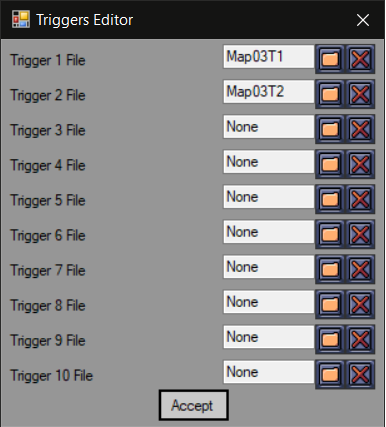 Triggers Editor
Trigger 1 File Map03T1
Trigger 2 File Map03T2
Trigger 3 File None
Trigger 4 File None
Trigger 5 File None
Trigger 6 File None
Trigger 7 File None
Trigger 8 File None
Trigger 9 File None
Trigger 10 File None
Accept